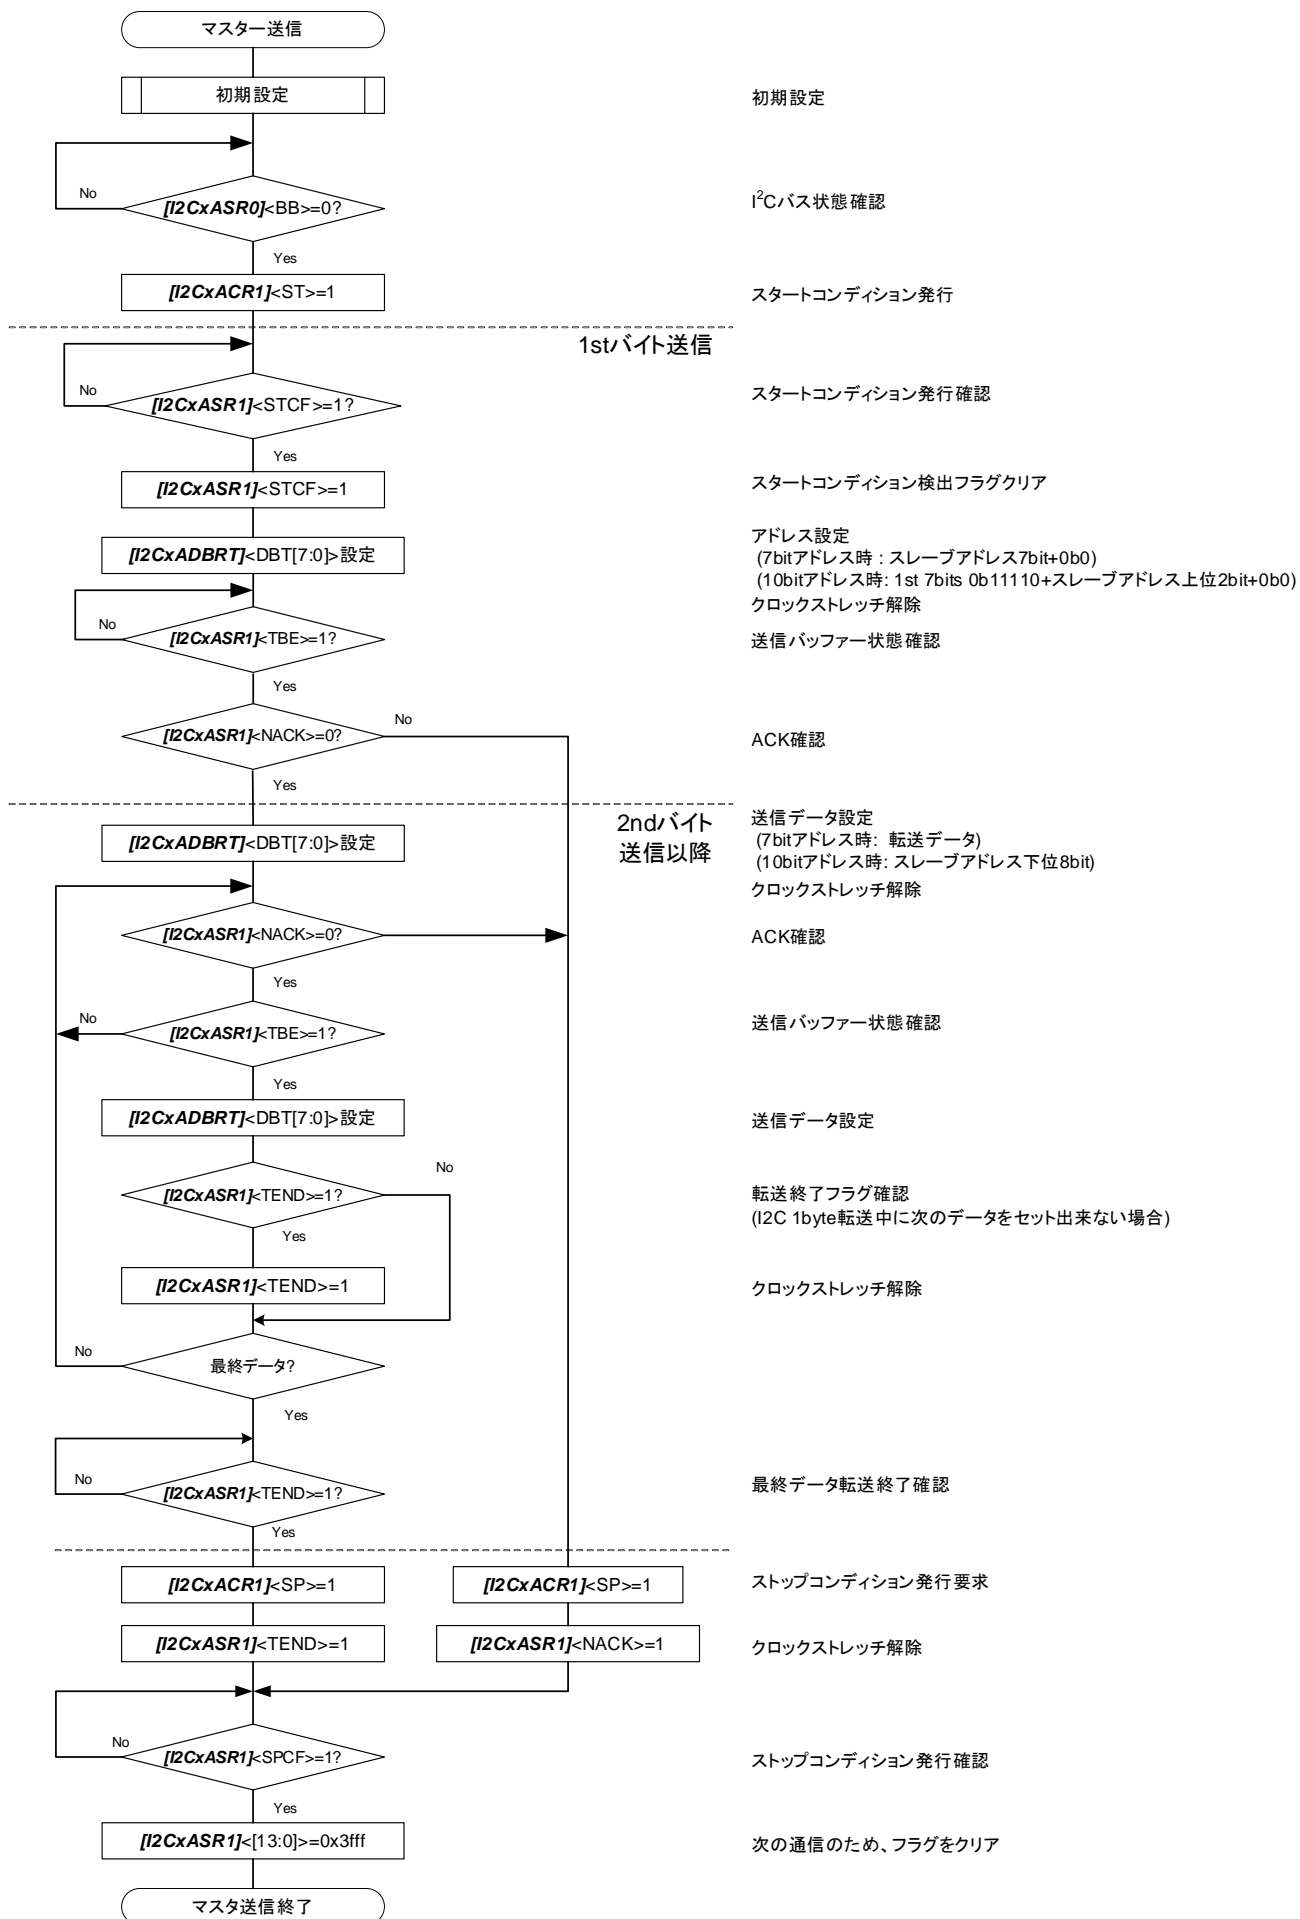 マスター送信
初期設定
初期設定
No
[I2CxASR0]<BB>=0?
I2Cバス状態確認
Yes
[I2CxACR1]<ST>=1
スタートコンディション発行
1stバイト送信
No
[I2CxASR1]<STCF>=1?
スタートコンディション発行確認
Yes
[I2CxASR1]<STCF>=1
スタートコンディション検出フラグクリア
[I2CxADBRT]<DBT[7:0]>設定
アドレス設定
(7bitアドレス時 : スレーブアドレス7bit+0b0)
(10bitアドレス時: 1st 7bits 0b11110+スレーブアドレス上位2bit+0b0)
クロックストレッチ解除
No
[I2CxASR1]<TBE>=1?
送信バッファー状態確認
Yes
[I2CxASR1]<NACK>=0?
No
ACK確認
Yes
2ndバイト
送信以降
[I2CxADBRT]<DBT[7:0]>設定
送信データ設定
(7bitアドレス時: 転送データ)
(10bitアドレス時: スレーブアドレス下位8bit)
クロックストレッチ解除
[I2CxASR1]<NACK>=0?
ACK確認
Yes
No
[I2CxASR1]<TBE>=1?
送信バッファー状態確認
Yes
[I2CxADBRT]<DBT[7:0]>設定
送信データ設定
No
[I2CxASR1]<TEND>=1?
転送終了フラグ確認
(I2C 1byte転送中に次のデータをセット出来ない場合)
Yes
[I2CxASR1]<TEND>=1
クロックストレッチ解除
No
最終データ?
Yes
No
[I2CxASR1]<TEND>=1?
最終データ転送終了確認
Yes
[I2CxACR1]<SP>=1
[I2CxACR1]<SP>=1
ストップコンディション発行要求
[I2CxASR1]<TEND>=1
[I2CxASR1]<NACK>=1
クロックストレッチ解除
No
[I2CxASR1]<SPCF>=1?
ストップコンディション発行確認
Yes
[I2CxASR1]<[13:0]>=0x3fff
次の通信のため、フラグをクリア
マスタ送信終了